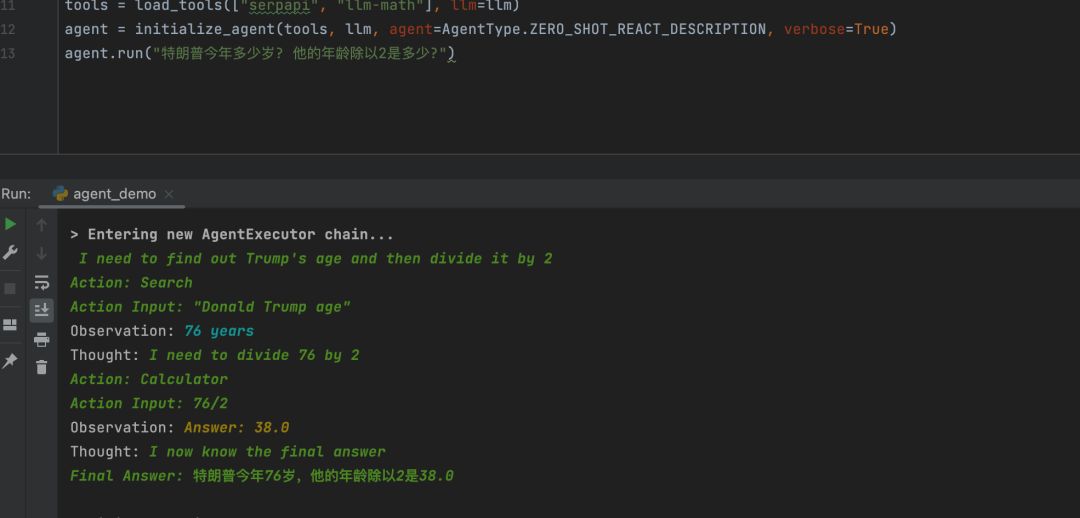 11 tools = load_tools(["serpapi", "llm-math"], llm=llm)
12 agent = initialize_agent(tools, llm, agent=AgentType.ZERO_SHOT_REACT_DESCRIPTION, verbose=True)
13 agent.run("特朗普今年多少岁? 他的年龄除以2是多少?")
Run: agent_demo
> Entering new AgentExecutor chain...
I need to find out Trump's age and then divide it by 2
Action: Search
Action Input: "Donald Trump age"
Observation: 76 years
Thought: I need to divide 76 by 2
Action: Calculator
Action Input: 76/2
Observation: Answer: 38.0
Thought: I now know the final answer
Final Answer: 特朗普今年76岁，他的年龄除以2是38.0